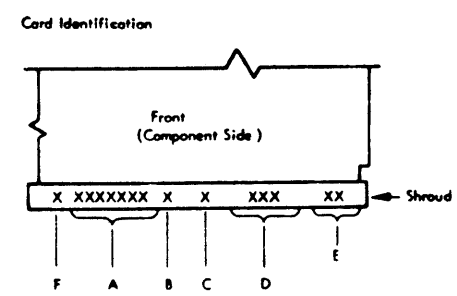 Card Identification
Front
(Component Side)
X XXXXXXX X X XXX XX
Shroud
E
F A B C D